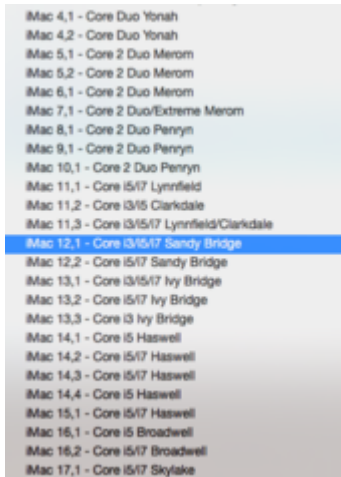 iMac 4,1 - Core Duo Yonah
iMac 4,2 - Core Duo Yonah
iMac 5,1 - Core 2 Duo Merom
iMac 5,2 - Core 2 Duo Merom
iMac 6,1 - Core 2 Duo Merom
iMac 7,1 - Core 2 Duo/Extreme Merom
iMac 8,1 - Core 2 Duo Penryn
iMac 9,1 - Core 2 Duo Penryn
iMac 10,1 - Core 2 Duo Penryn
iMac 11,1 - Core i5/i7 Lynnfield
iMac 11,2 - Core i3/i5 Clarkdale
iMac 11,3 - Core i3/i5/i7 Lynnfield/Clarkdale
iMac 12,1 - Core i3/i5/i7 Sandy Bridge
iMac 12,2 - Core i5/i7 Sandy Bridge
iMac 13,1 - Core i3/i5/i7 Ivy Bridge
iMac 13,2 - Core i5/i7 Ivy Bridge
iMac 13,3 - Core i3 Ivy Bridge
iMac 14,1 - Core i5 Haswell
iMac 14,2 - Core i5/i7 Haswell
iMac 14,3 - Core i5/i7 Haswell
iMac 14,4 - Core i5 Haswell
iMac 15,1 - Core i5/i7 Haswell
iMac 16,1 - Core i5 Broadwell
iMac 16,2 - Core i5/i7 Broadwell
iMac 17,1 - Core i5/i7 Skylake